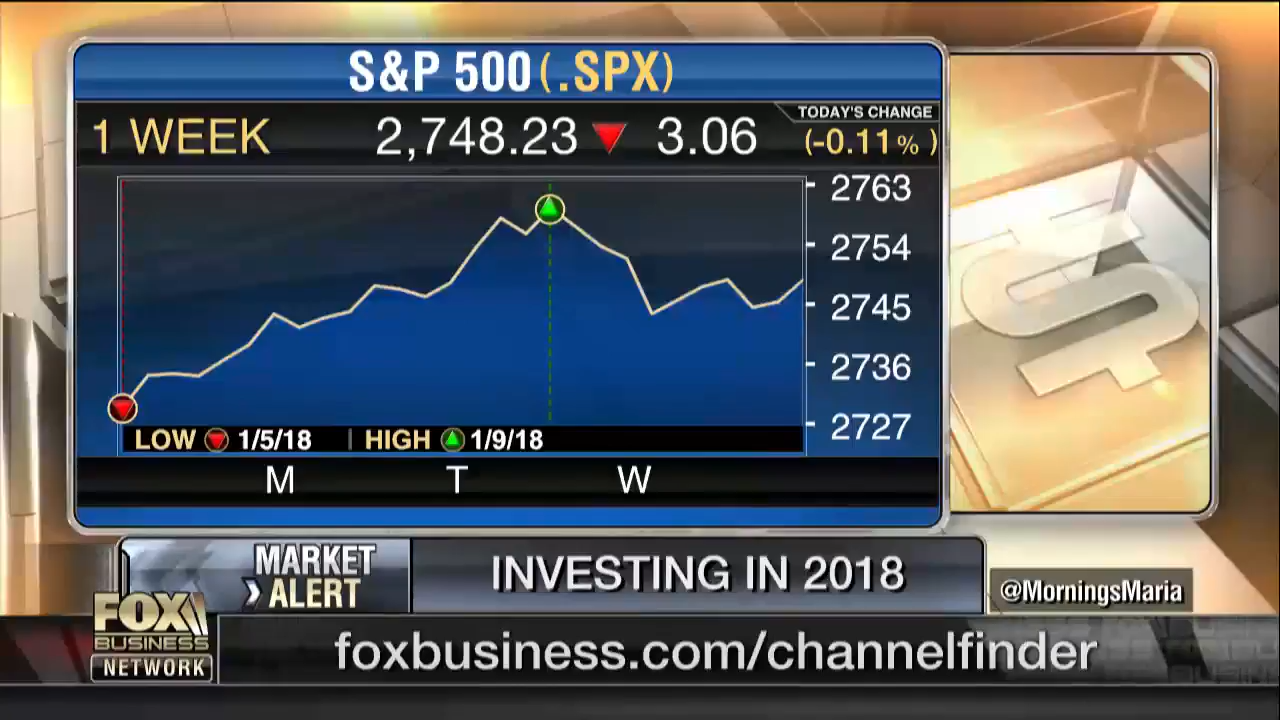 S&P 500 (.SPX)
1 WEEK 2,748.23 3.06 TODAY'S CHANGE (-0.11% )
2763
2754
2745
2736
2727
LOW 1/5/18 | HIGH 1/9/18
M T W
MARKET ALERT
INVESTING IN 2018
@MorningsMaria
FOX
BUSINESS
NETWORK
foxbusiness.com/channelfinder